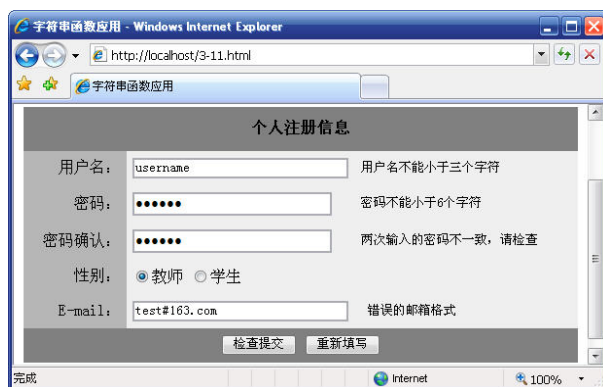 字符串函数应用 - Windows Internet Explorer
http://localhost/3-11.html
字符串函数应用
个人注册信息
用户名： username 用户名不能小于三个字符
密码： ●●●●●● 密码不能小于6个字符
密码确认： ●●●●●● 两次输入的密码不一致，请检查
性别： 教师 学生
E-mail： test#163.com 错误的邮箱格式
检查提交 重新填写
完成 Internet 100%